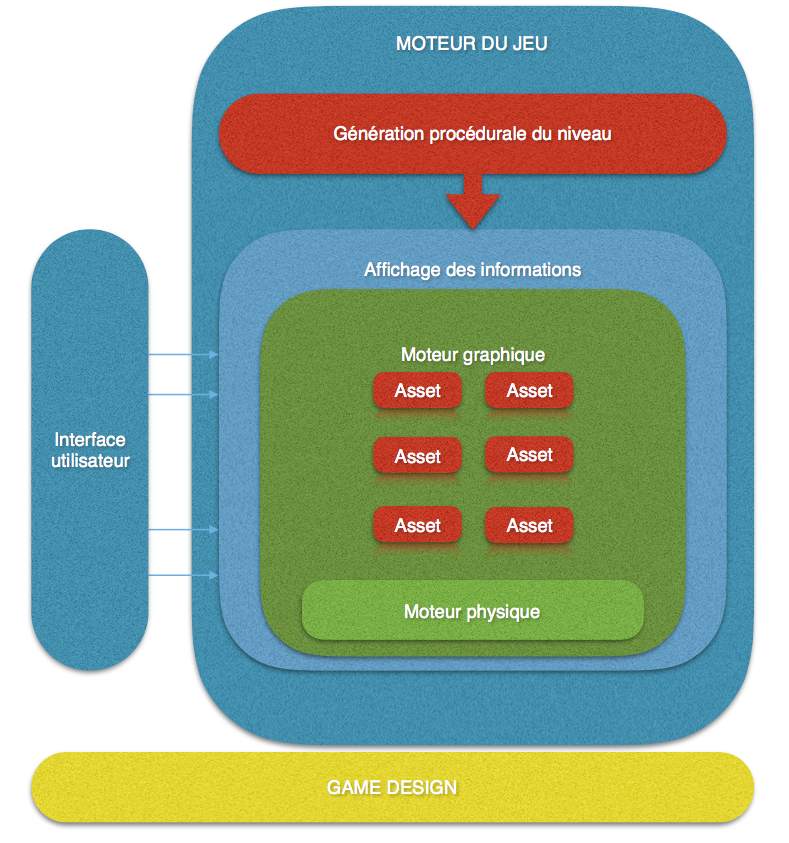 MOTEUR DU JEU
Génération procédurale du niveau
Affichage des informations
Moteur graphique
Asset Asset
Asset Asset
Asset Asset
Moteur physique
Interface
utilisateur
GAME DESIGN